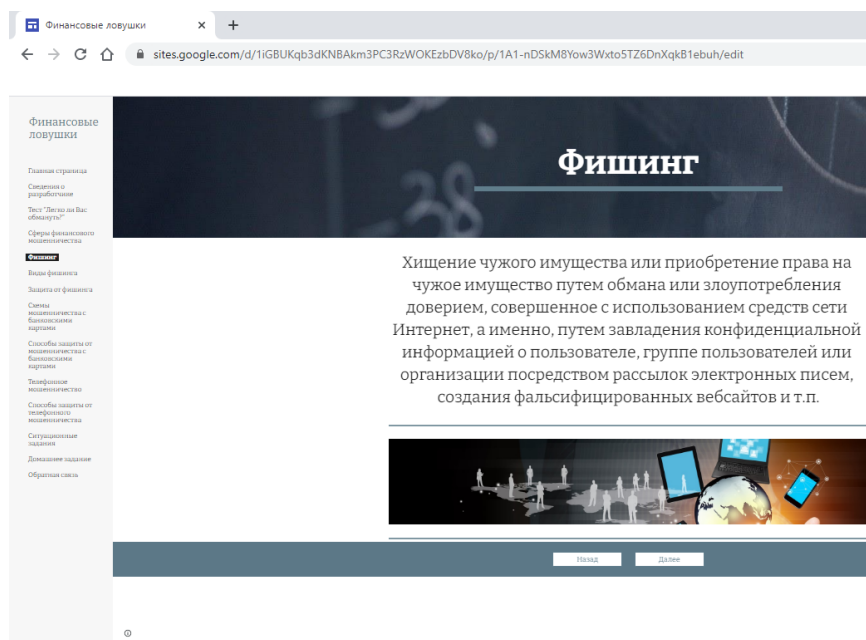 Финансовые ловушки
sites.google.com/d/1iGBUKqb3dKNBAkm3PC3RzWOKEzbDV8ko/p/1A1-nDSkM8Yow3Wxto5TZ6DnXqkB1ebuh/edit
Финансовые
ловушки
Главная страница
Сведения о
разработчике
Тест "Легко ли Вас
обмануть?"
Сферы финансового
мошенничества
Фишинг
Виды фишинга
Защита от фишинга
Схемы
мошенничества с
банковскими
картами
Способы защиты от
мошенничества с
банковскими
картами
Телефонное
мошенничество
Способы защиты от
телефонного
мошенничества
Ситуационные
задания
Домашнее задание
Обратная связь
Фишинг
Хищение чужого имущества или приобретение права на
чужое имущество путем обмана или злоупотребления
доверием, совершенное с использованием средств сети
Интернет, а именно, путем завладения конфиденциальной
информацией о пользователе, группе пользователей или
организации посредством рассылок электронных писем,
создания фальсифицированных вебсайтов и т.п.
Назад
Далее